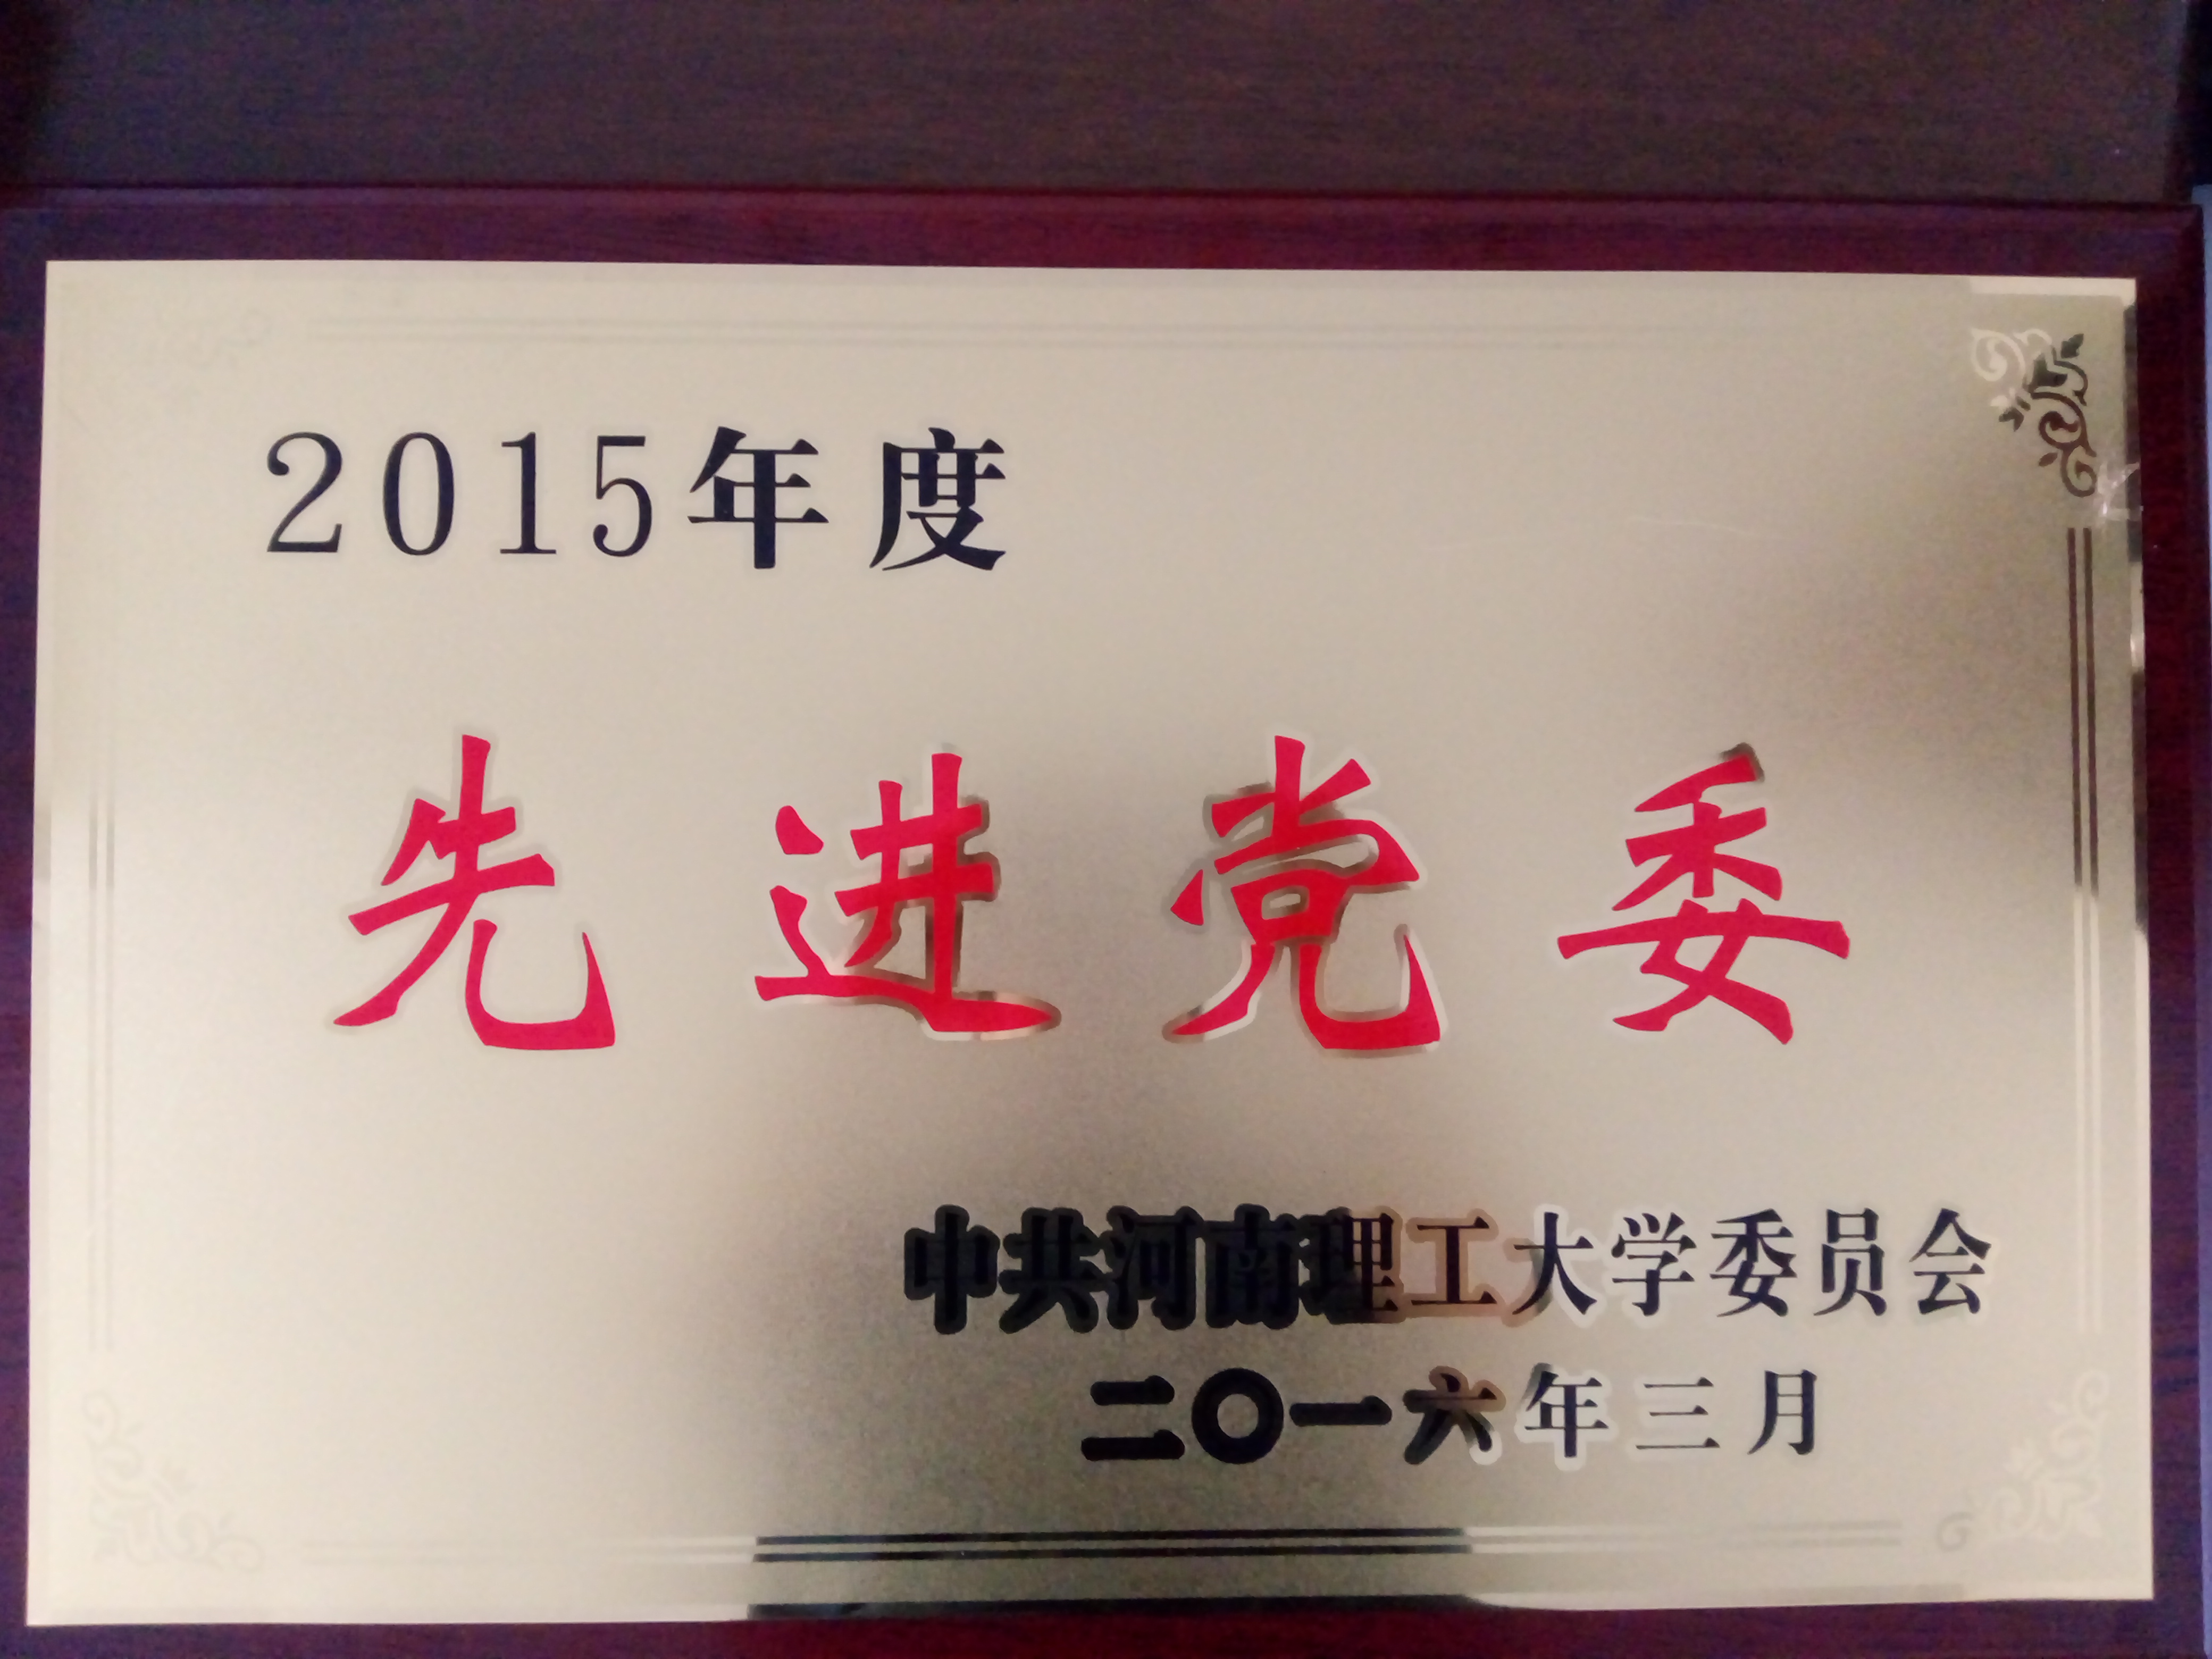 2015年度
先进党委
中共河南理工大学委员会
二〇一六年三月